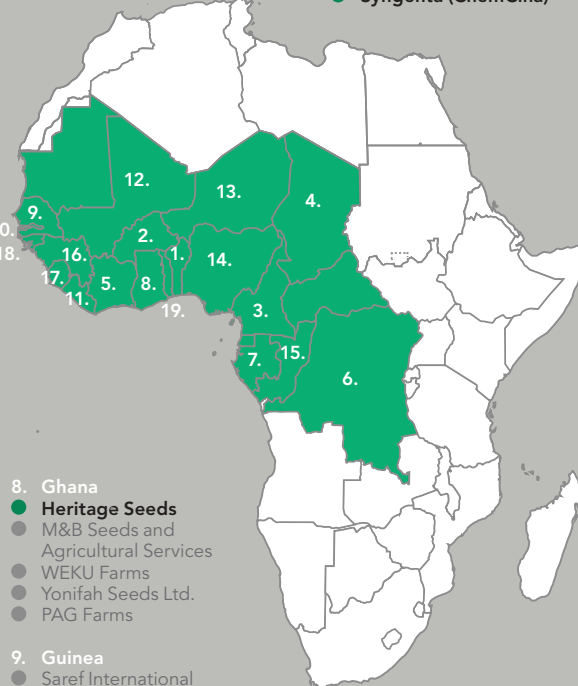 12.
13.
4.
9.
2.
1.
14.
16.
17.
5.
8.
11.
19.
3.
7.
15.
6.
18.
8. Ghana
Heritage Seeds
M&B Seeds and
Agricultural Services
WEKU Farms
Yonifah Seeds Ltd.
PAG Farms
9. Guinea
Saref International